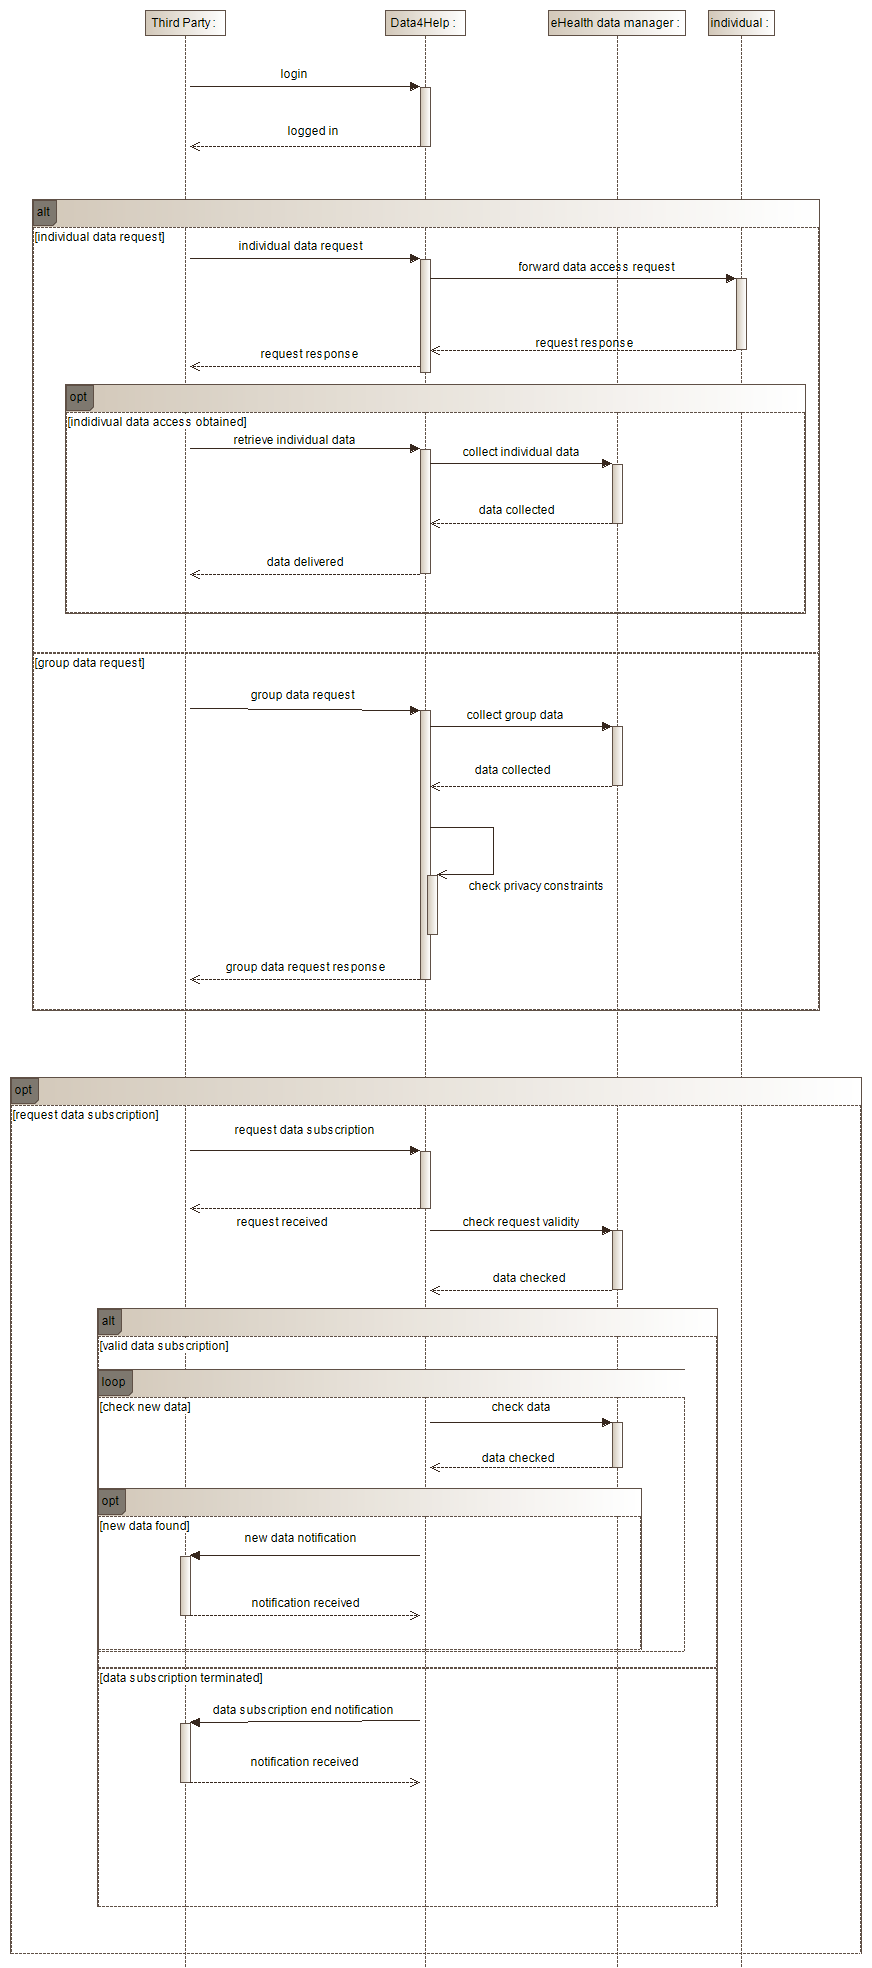 Third Party :
Data4Help :
eHealth data manager :
individual :
login
logged in
alt
[individual data request]
individual data request
forward data access request
request response
request response
opt
[indidivual data access obtained]
retrieve individual data
collect individual data
data collected
data delivered
[group data request]
group data request
collect group data
data collected
check privacy constraints
group data request response
opt
[request data subscription]
request data subscription
request received
check request validity
data checked
alt
[valid data subscription]
loop
[check new data]
check data
data checked
opt
[new data found]
new data notification
notification received
[data subscription terminated]
data subscription end notification
notification received